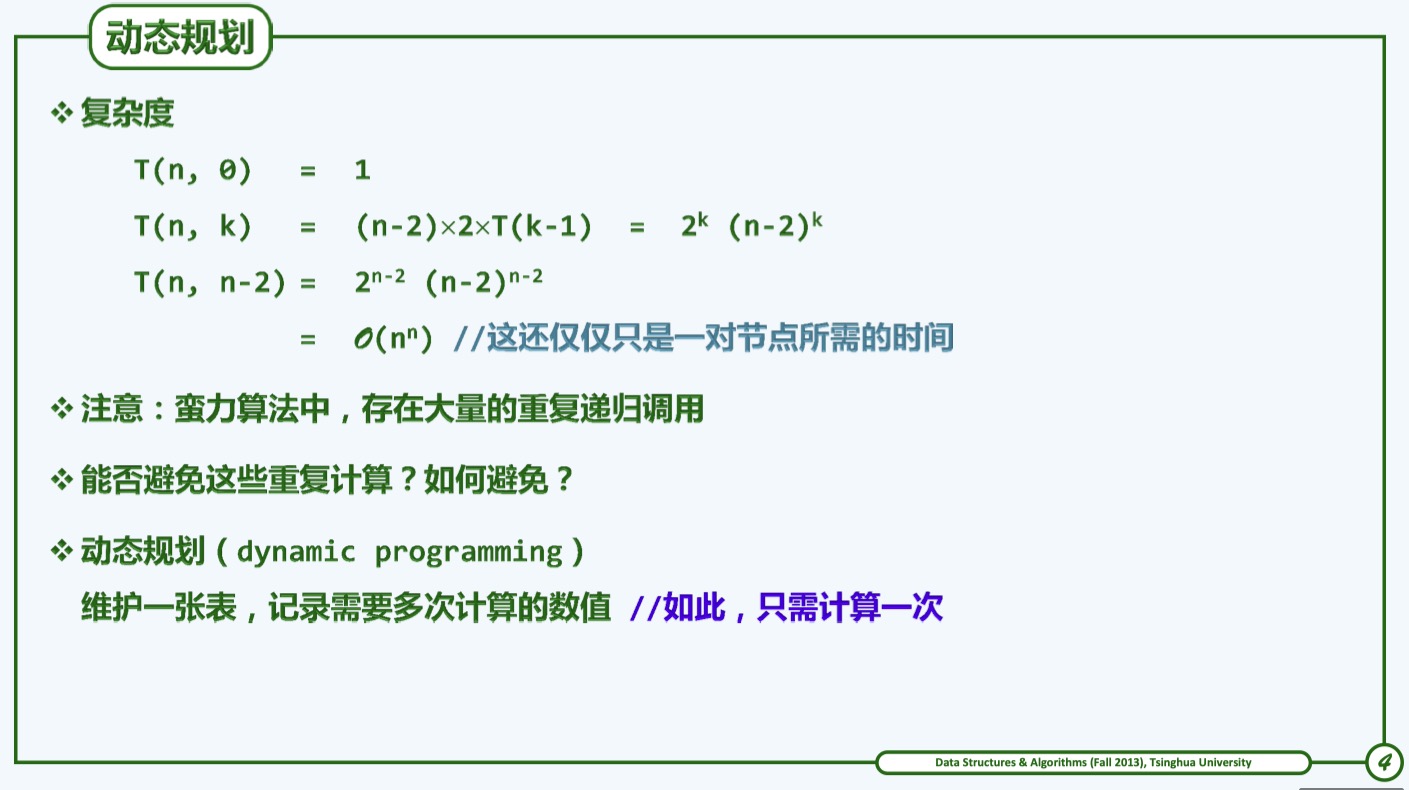 动态规划
❖ 复杂度
T(n, 0) = 1
T(n, k) = (n-2)×2×T(k-1) = 2ᵏ (n-2)ᵏ
T(n, n-2) = 2ⁿ⁻² (n-2)ⁿ⁻²
= 𝒪(nⁿ) //这还仅仅只是一对节点所需的时间
❖ 注意：蛮力算法中，存在大量的重复递归调用
❖ 能否避免这些重复计算？如何避免？
❖ 动态规划（dynamic programming）
维护一张表，记录需要多次计算的数值 //如此，只需计算一次
Data Structures & Algorithms (Fall 2013), Tsinghua University
4